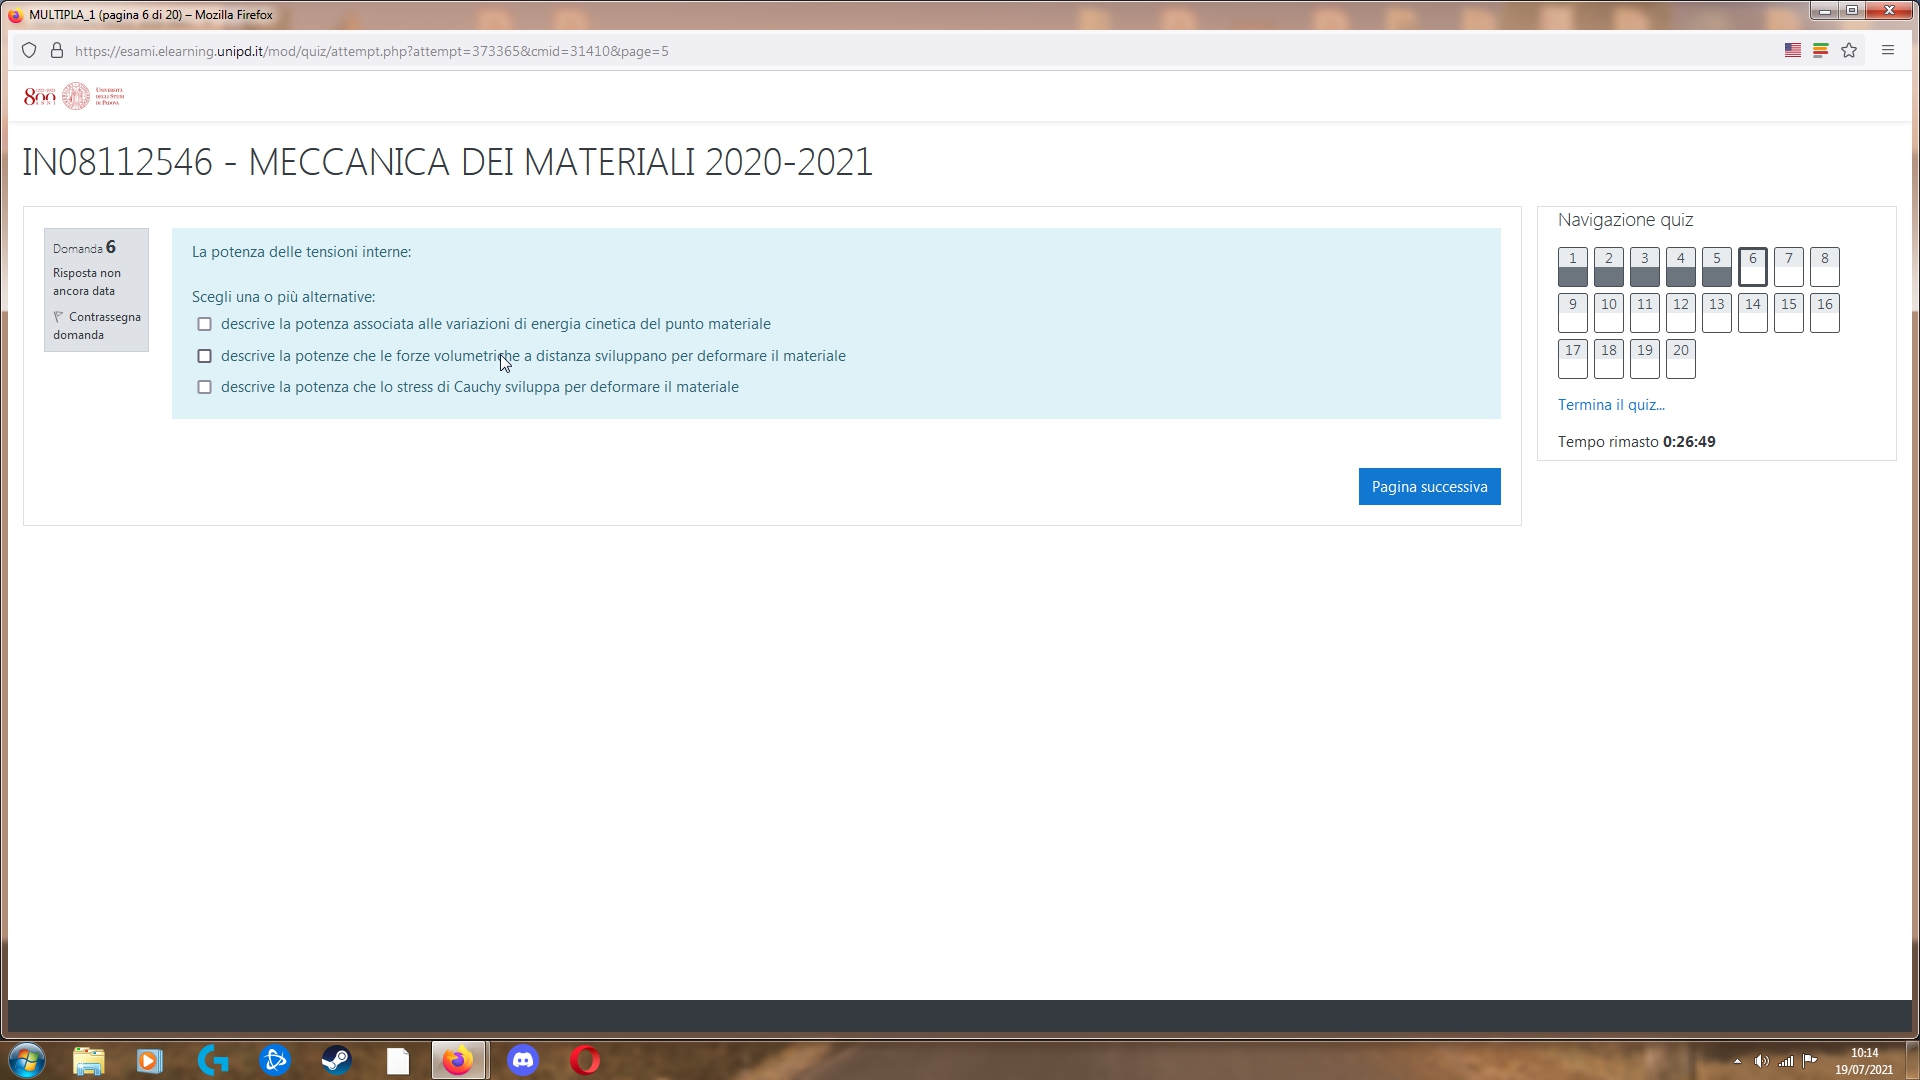 MULTIPLA_1 (pagina 6 di 20) – Mozilla Firefox
https://esami.elearning.unipd.it/mod/quiz/attempt.php?attempt=373365&cmid=31410&page=5
800
ANNI
UNIVERSITÀ
DEGLI STUDI
DI PADOVA
IN08112546 - MECCANICA DEI MATERIALI 2020-2021
Domanda 6
Risposta non
ancora data
Contrassegna
domanda
La potenza delle tensioni interne:
Scegli una o più alternative:
descrive la potenza associata alle variazioni di energia cinetica del punto materiale
descrive la potenze che le forze volumetriche a distanza sviluppano per deformare il materiale
descrive la potenza che lo stress di Cauchy sviluppa per deformare il materiale
Pagina successiva
Navigazione quiz
1 2 3 4 5 6 7 8
9 10 11 12 13 14 15 16
17 18 19 20
Termina il quiz...
Tempo rimasto 0:26:49
10:14
19/07/2021